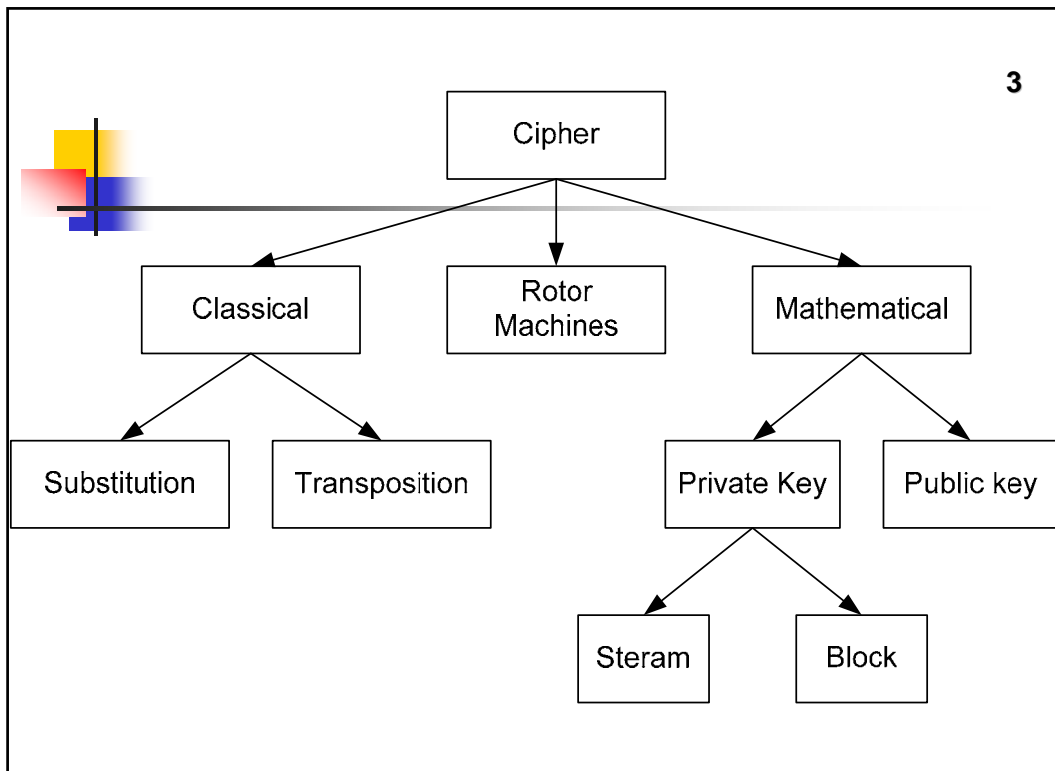 3
Cipher
Classical
Rotor
Machines
Mathematical
Substitution
Transposition
Private Key
Public key
Steram
Block